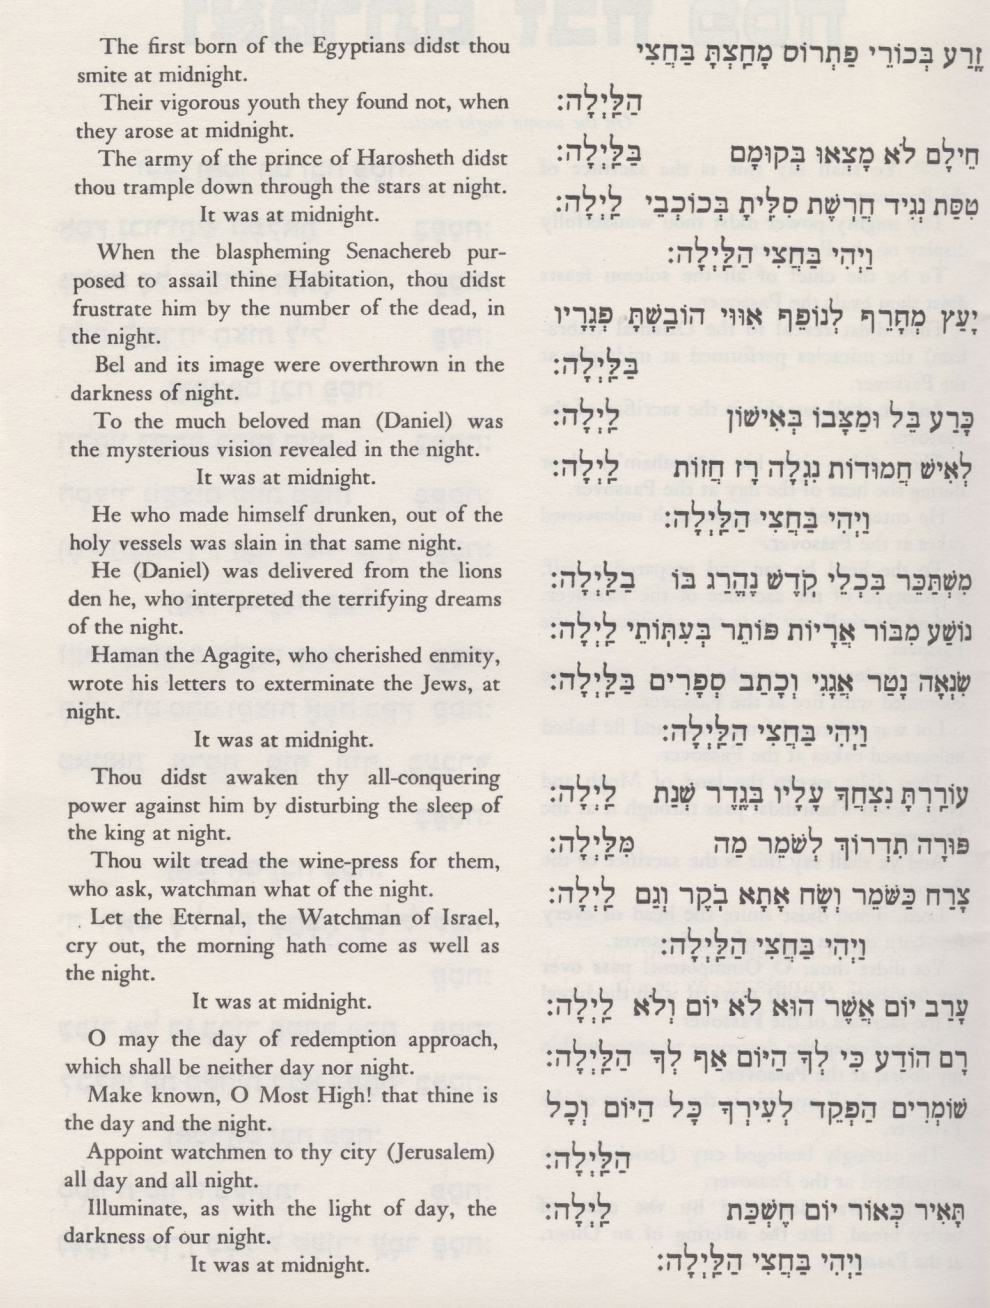 The first born of the Egyptians didst thou
smite at midnight.
Their vigorous youth they found not, when
they arose at midnight.
The army of the prince of Harosheth didst
thou trample down through the stars at night.
It was at midnight.
When the blaspheming Senachereb pur-
posed to assail thine Habitation, thou didst
frustrate him by the number of the dead, in
the night.
Bel and its image were overthrown in the
darkness of night.
To the much beloved man (Daniel) was
the mysterious vision revealed in the night.
It was at midnight.
He who made himself drunken, out of the
holy vessels was slain in that same night.
He (Daniel) was delivered from the lions
den he, who interpreted the terrifying dreams
of the night.
Haman the Agagite, who cherished enmity,
wrote his letters to exterminate the Jews, at
night.
It was at midnight.
Thou didst awaken thy all-conquering
power against him by disturbing the sleep of
the king at night.
Thou wilt tread the wine-press for them,
who ask, watchman what of the night.
Let the Eternal, the Watchman of Israel,
cry out, the morning hath come as well as
the night.
It was at midnight.
O may the day of redemption approach,
which shall be neither day nor night.
Make known, O Most High! that thine is
the day and the night.
Appoint watchmen to thy city (Jerusalem)
all day and all night.
Illuminate, as with the light of day, the
darkness of our night.
It was at midnight.
זֶרַע בְּכוֹרֵי פַתְרוֹס מָחַצְתָּ בַּחֲצִי
הַלַּיְלָה:
חֵילָם לֹא מָצְאוּ בְּקוּמָם בַּלַּיְלָה:
טִסַּת נְגִיד חֲרֹשֶׁת סִלִּיתָ בְּכוֹכְבֵי לַיְלָה:
וַיְהִי בַּחֲצִי הַלַּיְלָה:
יָעַץ מְחָרֵף לְנוֹפֵף אִוּוּי הוֹבַשְׁתָּ פְגָרָיו
בַּלַּיְלָה:
כָּרַע בֵּל וּמַצָּבוֹ בְּאִישׁוֹן לַיְלָה:
לְאִישׁ חֲמוּדוֹת נִגְלָה רָז חֲזוֹת לַיְלָה:
וַיְהִי בַּחֲצִי הַלַּיְלָה:
מִשְׁתַּכֵּר בִּכְלֵי קֹדֶשׁ נֶהֱרַג בּוֹ בַלַּיְלָה:
נוֹשַׁע מִבּוֹר אֲרָיוֹת פּוֹתֵר בִּעֲתוּתֵי לַיְלָה:
שִׂנְאָה נָטַר אֲגָגִי וְכָתַב סְפָרִים בַּלַּיְלָה:
וַיְהִי בַּחֲצִי הַלַּיְלָה:
עוֹרַרְתָּ נִצְחֲךָ עָלָיו בְּנֶדֶד שְׁנַת לַיְלָה:
פּוּרָה תִדְרוֹךְ לְשֹׁמֵר מַה מִּלַּיְלָה:
צָרַח כַּשֹּׁמֵר וְשָׂח אָתָא בֹקֶר וְגַם לַיְלָה:
וַיְהִי בַּחֲצִי הַלַּיְלָה:
עָרֵב יוֹם אֲשֶׁר הוּא לֹא יוֹם וְלֹא לַיְלָה:
רָם הוֹדַע כִּי לְךָ הַיּוֹם אַף לְךָ הַלַּיְלָה:
שׁוֹמְרִים הַפְקֵד לְעִירְךָ כָּל הַיּוֹם וְכָל
הַלַּיְלָה:
תָּאִיר כְּאוֹר יוֹם חֶשְׁכַּת לַיְלָה:
וַיְהִי בַּחֲצִי הַלַּיְלָה: